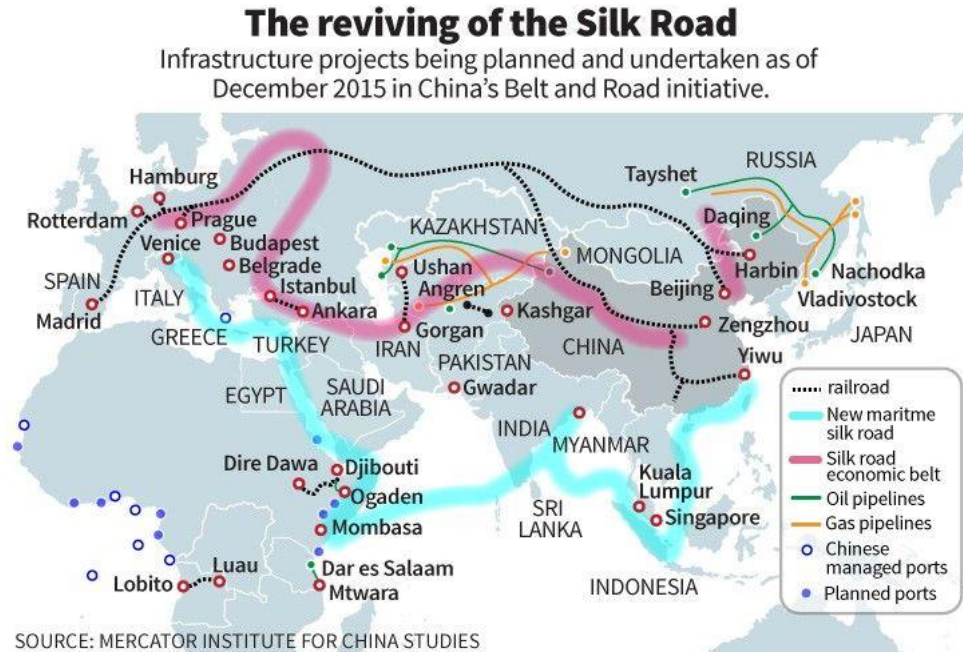 The reviving of the Silk Road
Infrastructure projects being planned and undertaken as of
December 2015 in China's Belt and Road initiative.
Hamburg
Rotterdam
Prague
Venice
Budapest
Belgrade
Istanbul
Ankara
SPAIN
Madrid
ITALY
GREECE
TURKEY
EGYPT
SAUDI
ARABIA
IRAN
Gorgan
Ushan
Angren
KAZAKHSTAN
Kashgar
PAKISTAN
Gwadar
INDIA
MYANMAR
SRI
LANKA
CHINA
MONGOLIA
RUSSIA
Tayshet
Daqing
Harbin
Beijing
Nachodka
Vladivostock
Zengzhou
JAPAN
Yiwu
Kuala
Lumpur
Singapore
INDONESIA
Dire Dawa
Djibouti
Ogaden
Mombasa
Dar es Salaam
Mtwara
Luau
Lobito
railroad
New maritme
silk road
Silk road
economic belt
Oil pipelines
Gas pipelines
Chinese
managed ports
Planned ports
SOURCE: MERCATOR INSTITUTE FOR CHINA STUDIES